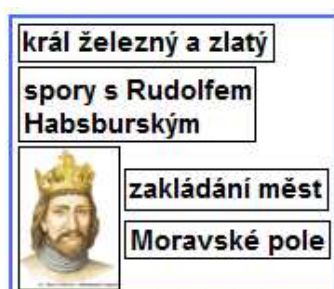 král železný a zlatý
spory s Rudolfem
Habsburským
zakládání měst
Moravské pole